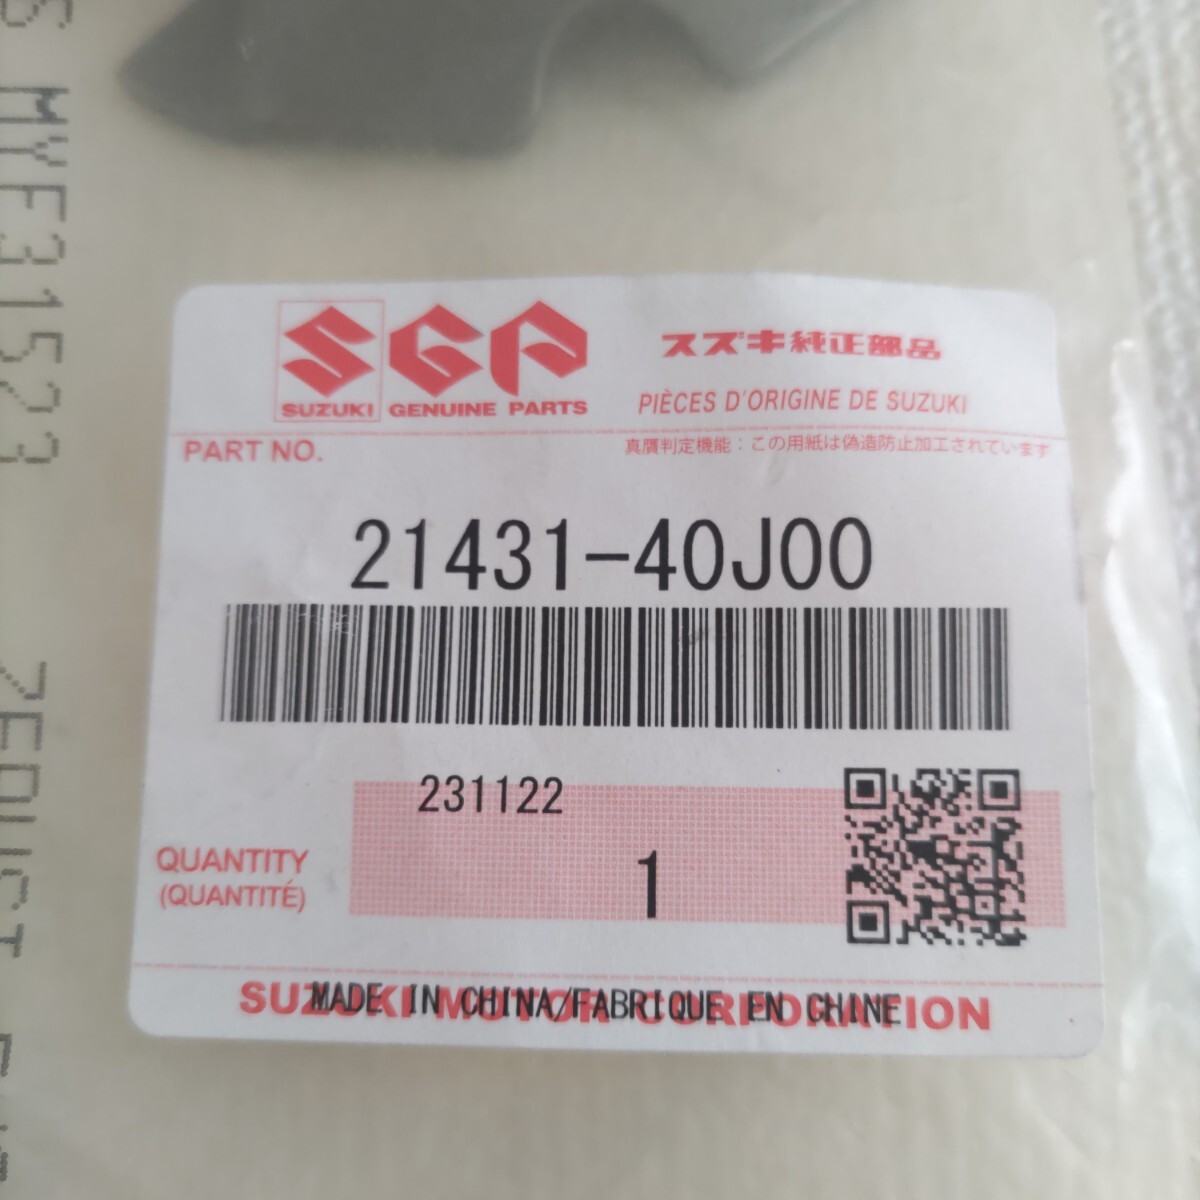 SGP
SUZUKI GENUINE PARTS
スズキ純正部品
PIÈCES D'ORIGINE DE SUZUKI
PART NO.
真贋判定機能：この用紙は偽造防止加工されています
21431-40J00
231122
QUANTITY
(QUANTITÉ)
1
SUZUKI MOTOR CORPORATION
MADE IN CHINA/FABRIQUE EN CHINE
MYF31523